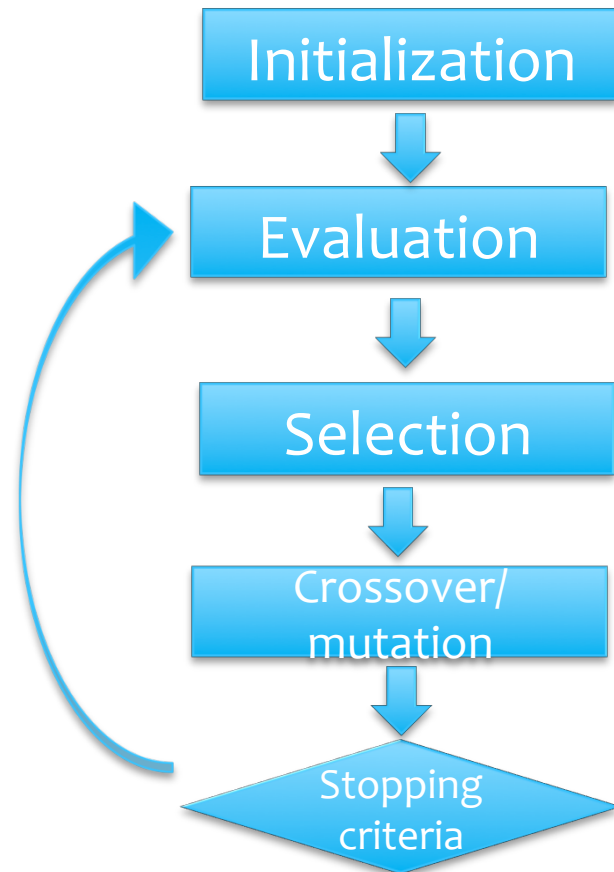 Initialization
Evaluation
Selection
Crossover/
mutation
Stopping
criteria